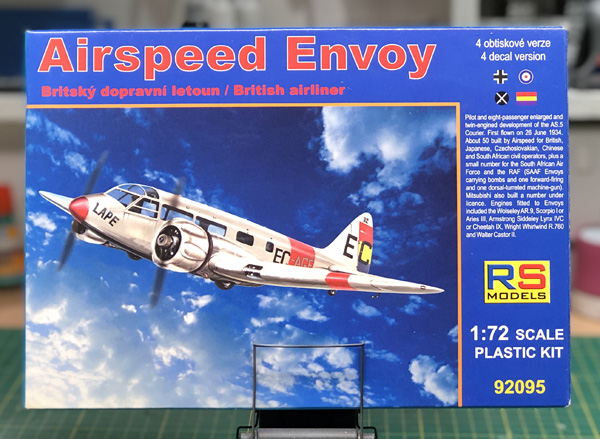 Airspeed Envoy
Britský dopravní letoun / British airliner
4 obtiskové verze
4 decal version
Pilot and eight-passenger enlarged and
twin-engined development of the AS.5
Courier. First flown on 26 June 1934.
About 50 built by Airspeed for British,
Japanese, Czechoslovakian, Chinese
and South African civil operators, plus a
small number for the South African Air
Force and the RAF (SAAF Envoys
carrying bombs and one forward-firing
and one dorsal-turreted machine-gun).
Mitsubishi also built a number under
licence. Engines fitted to Envoys
included the Wolseley AR.9, Scorpio I or
Aries III, Armstrong Siddeley Lynx IVC
or Cheetah IX, Wright Whirlwind R.760
and Walter Castor II.
LAPE
EC-AGE
EC
RS
MODELS
1:72 SCALE
PLASTIC KIT
92095